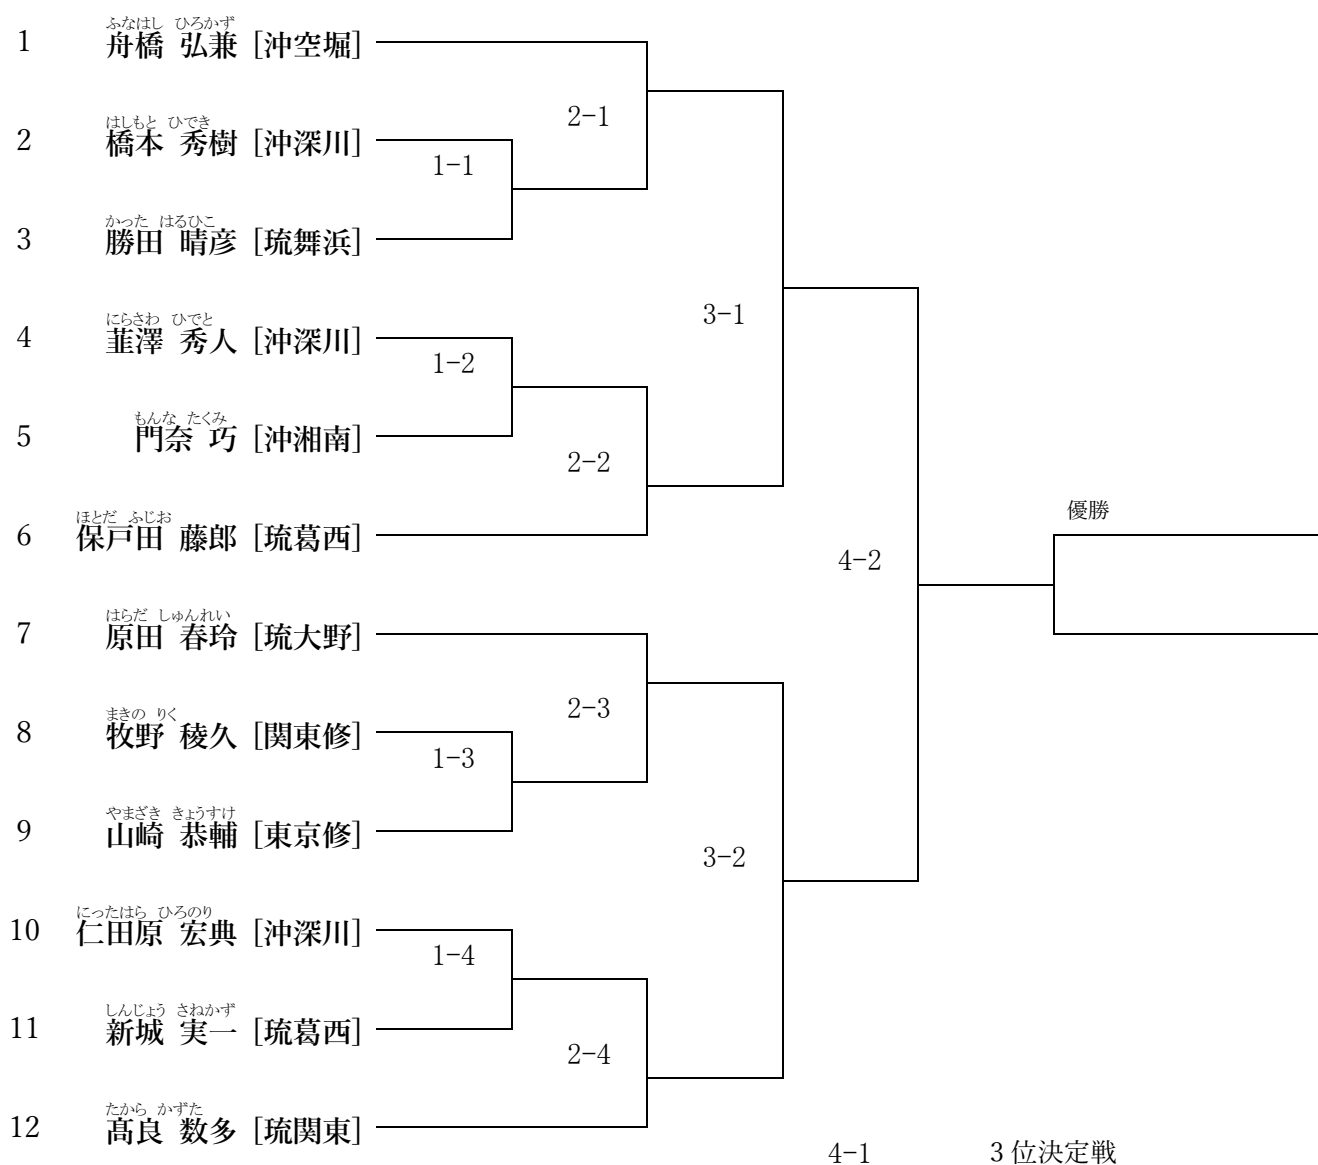 ふなはし ひろかず
1 舟橋 弘兼 [沖空堀]
2-1
はしもと ひでき
2 橋本 秀樹 [沖深川]
1-1
かった はるひこ
3 勝田 晴彦 [琉舞浜]
3-1
にらさわ ひでと
4 韮澤 秀人 [沖深川]
1-2
もんな たくみ
5 門奈 巧 [沖湘南]
2-2
ほとだ ふじお
6 保戸田 藤郎 [琉葛西]
優勝
4-2
はらだ しゅんれい
7 原田 春玲 [琉大野]
2-3
まきの りく
8 牧野 稜久 [関東修]
1-3
やまざき きょうすけ
9 山崎 恭輔 [東京修]
3-2
にったはら ひろのり
10 仁田原 宏典 [沖深川]
1-4
しんじょう さねかず
11 新城 実一 [琉葛西]
2-4
たから かずた
12 髙良 数多 [琉関東]
4-1 3位決定戦